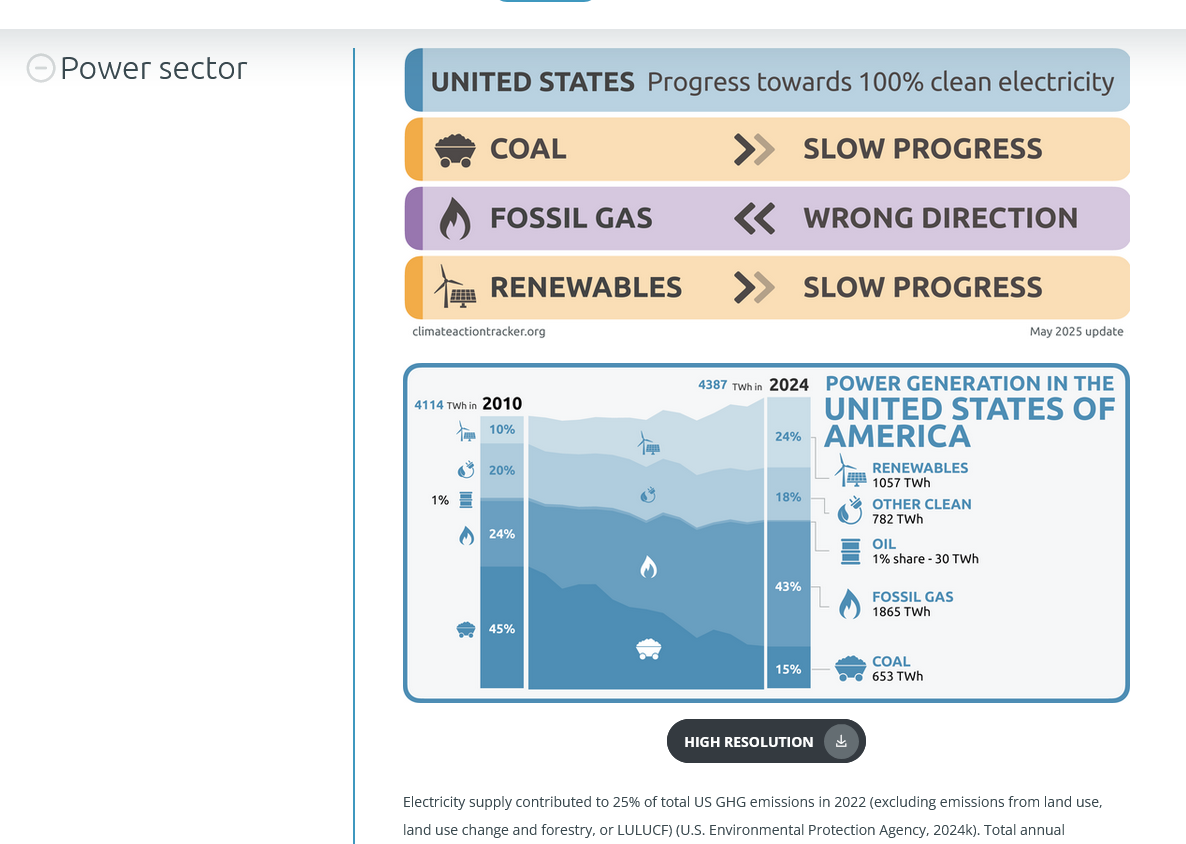 Power sector
UNITED STATES Progress towards 100% clean electricity
COAL SLOW PROGRESS
FOSSIL GAS WRONG DIRECTION
RENEWABLES SLOW PROGRESS
climateactiontracker.org May 2025 update
4114 TWh in 2010
10%
20%
1%
24%
45%
4387 TWh in 2024
24%
18%
43%
15%
POWER GENERATION IN THE
UNITED STATES OF
AMERICA
RENEWABLES
1057 TWh
OTHER CLEAN
782 TWh
OIL
1% share - 30 TWh
FOSSIL GAS
1865 TWh
COAL
653 TWh
HIGH RESOLUTION
Electricity supply contributed to 25% of total US GHG emissions in 2022 (excluding emissions from land use,
land use change and forestry, or LULUCF) (U.S. Environmental Protection Agency, 2024k). Total annual